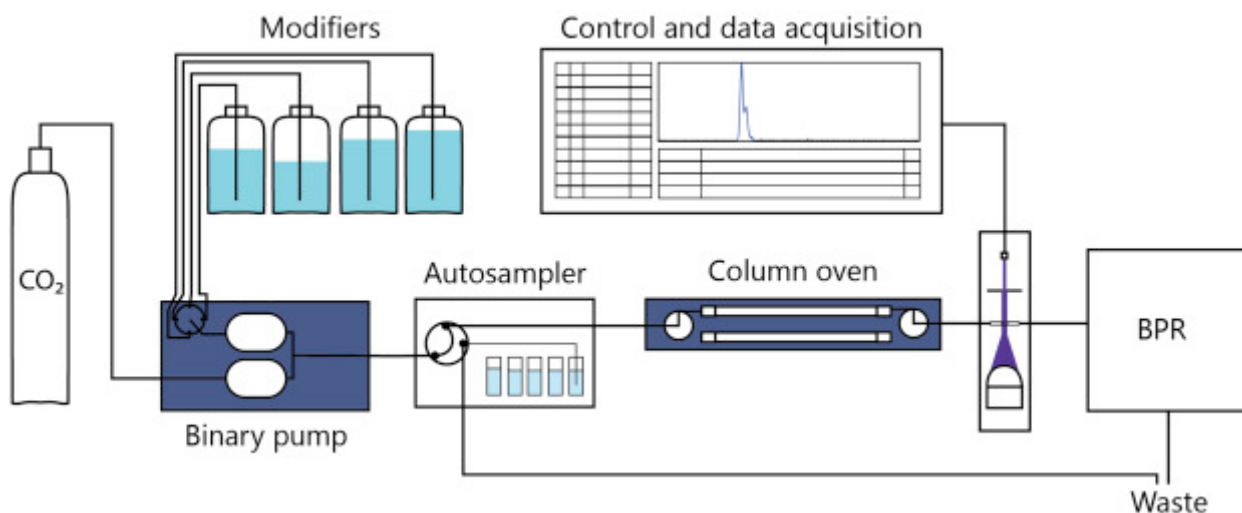 Modifiers
Control and data acquisition
CO₂
Autosampler
Column oven
BPR
Binary pump
Waste